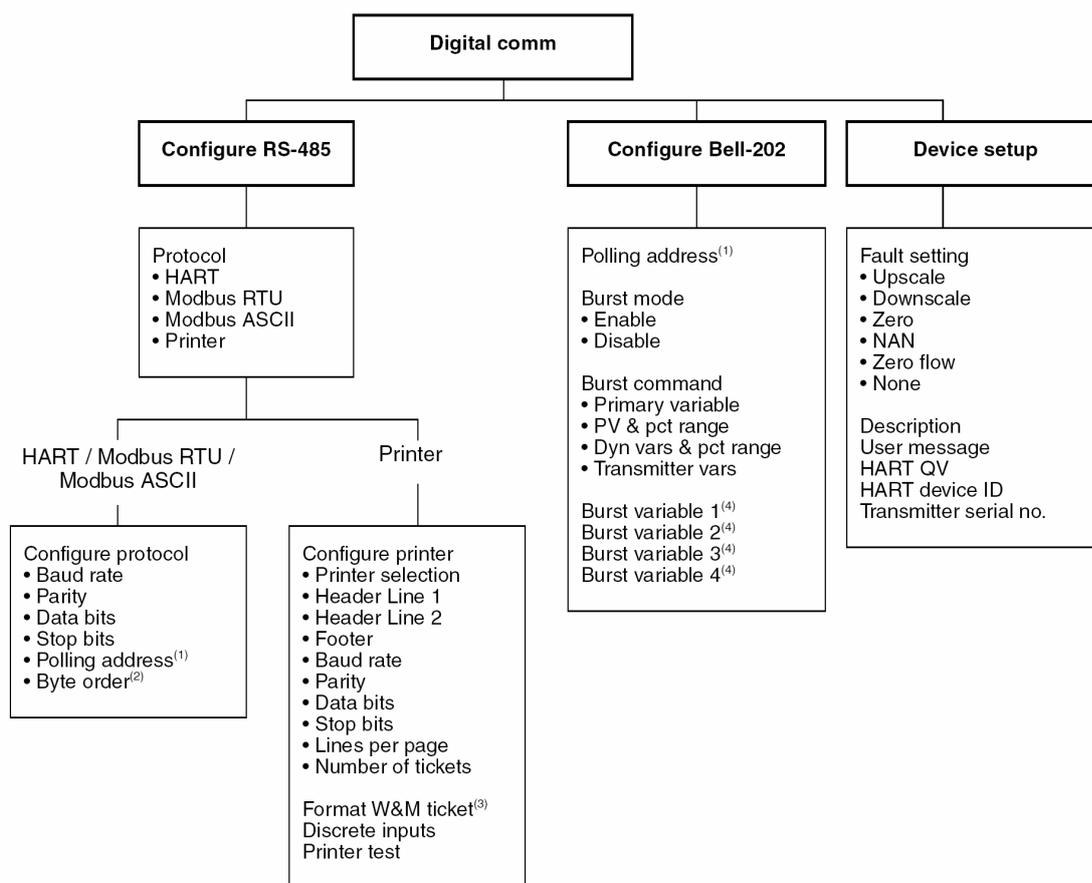 Digital comm
Configure RS-485
Configure Bell-202
Device setup
Protocol
• HART
• Modbus RTU
• Modbus ASCII
• Printer
HART / Modbus RTU /
Modbus ASCII
Printer
Configure protocol
• Baud rate
• Parity
• Data bits
• Stop bits
• Polling address(1)
• Byte order(2)
Configure printer
• Printer selection
• Header Line 1
• Header Line 2
• Footer
• Baud rate
• Parity
• Data bits
• Stop bits
• Lines per page
• Number of tickets
Format W&M ticket(3)
Discrete inputs
Printer test
Polling address(1)
Burst mode
• Enable
• Disable
Burst command
• Primary variable
• PV & pct range
• Dyn vars & pct range
• Transmitter vars
Burst variable 1(4)
Burst variable 2(4)
Burst variable 3(4)
Burst variable 4(4)
Fault setting
• Upscale
• Downscale
• Zero
• NAN
• Zero flow
• None
Description
User message
HART QV
HART device ID
Transmitter serial no.